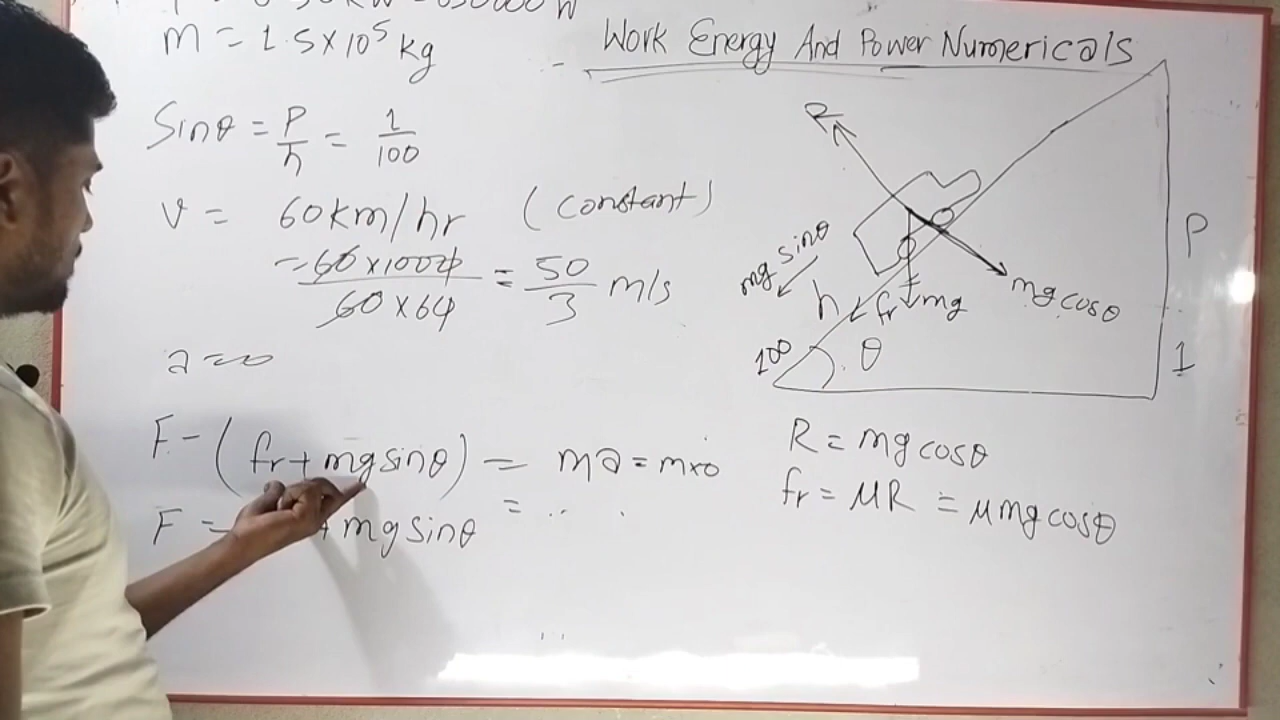 m = 1.5 × 10⁵ kg
Work Energy And Power Numericals
Sinθ = P/h = 1/100
v = 60 km/hr (constant)
= 60 × 1000/60 × 60 = 50/3 m/s
a = 0
F - (fr + mg sinθ) = ma = m×0
F = + mg sinθ = ..
R
mg sinθ
h
fr
mg
mg cosθ
P
100
θ
1
R = mg cosθ
fr = μR = μmg cosθ